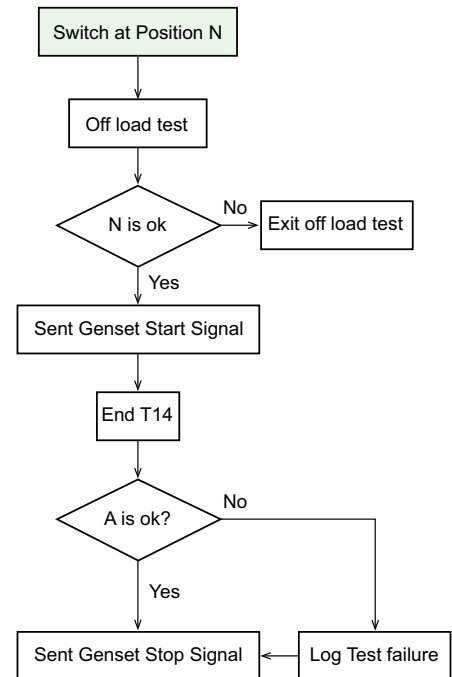 Switch at Position N
Off load test
N is ok
No
Exit off load test
Yes
Sent Genset Start Signal
End T14
A is ok?
No
Yes
Sent Genset Stop Signal
Log Test failure